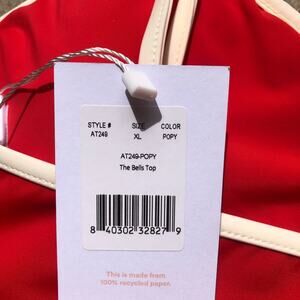 STYLE # SIZE COLOR
AT249 XL POPY
AT249-POPY
The Bells Top
8 40302 32827 9
This is made from
100% recycled